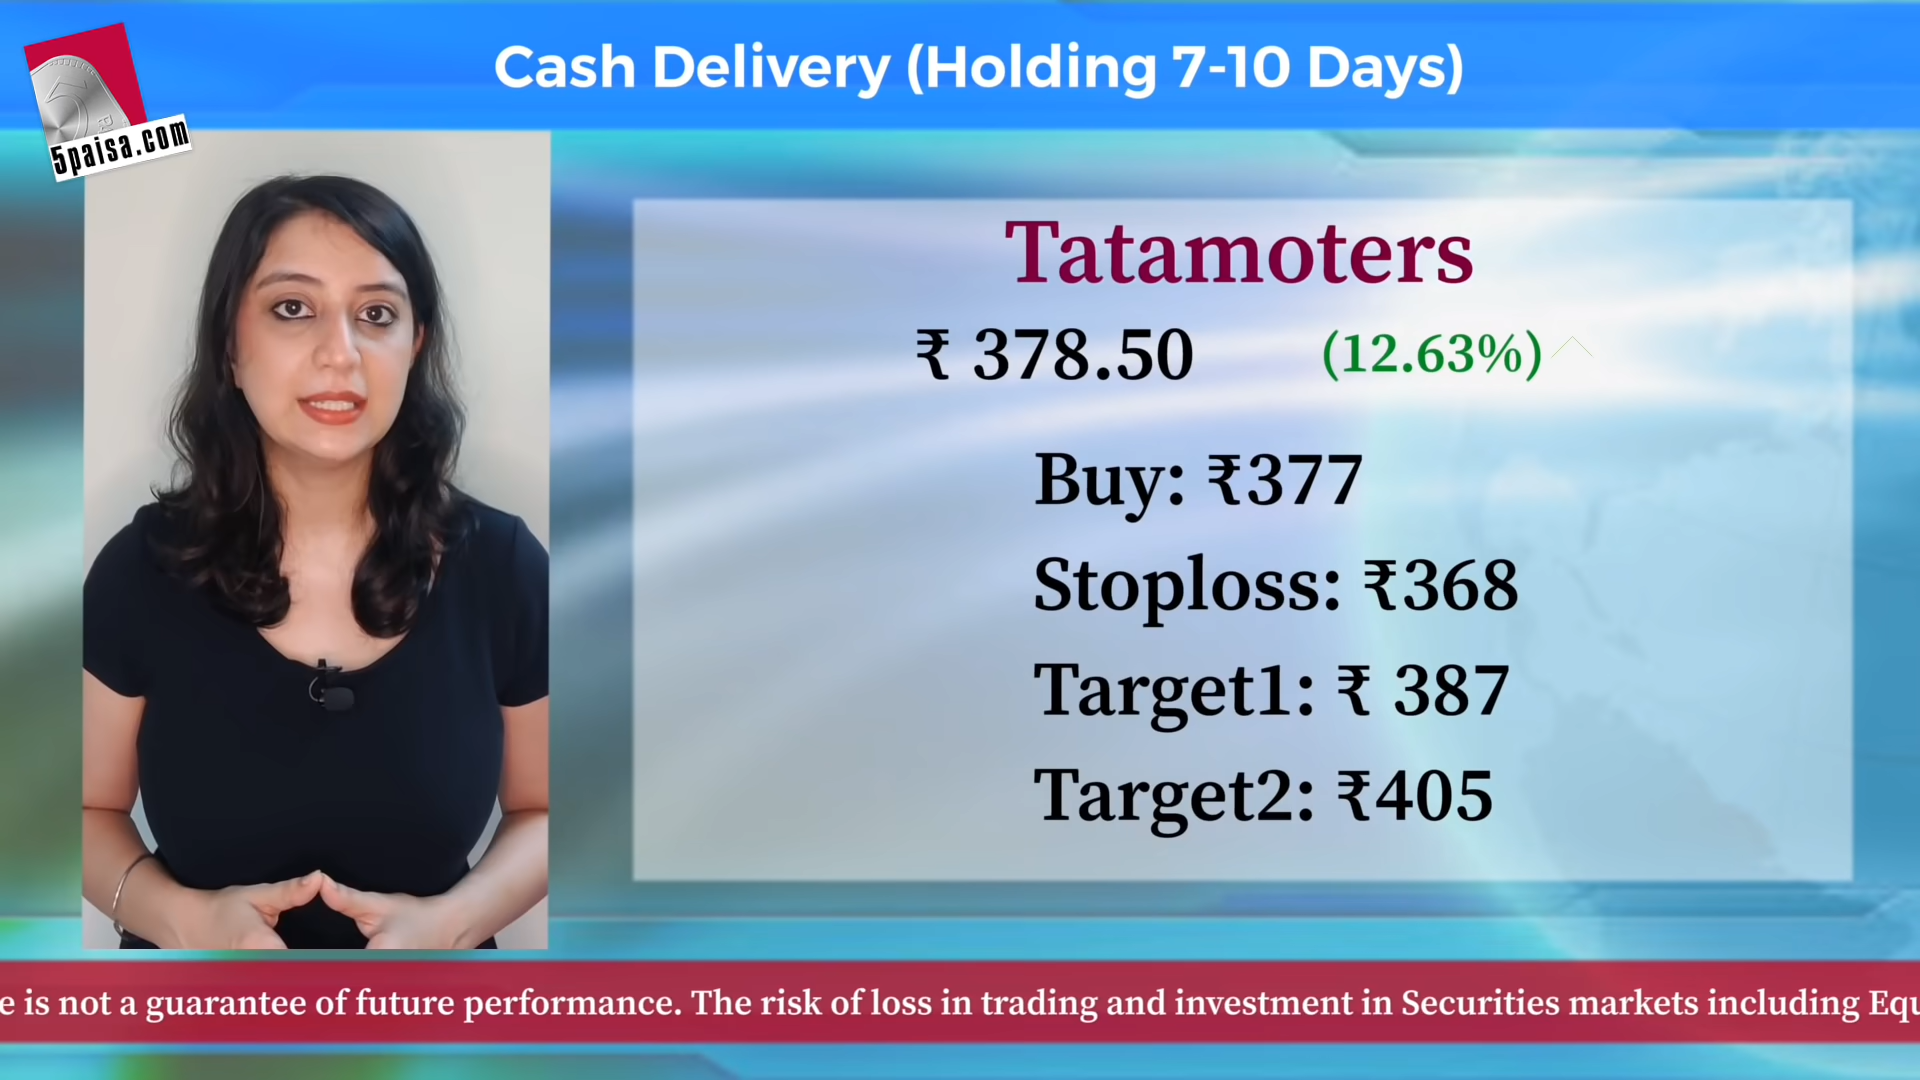 Cash Delivery (Holding 7-10 Days)
5paisa.com
Tatamoters
₹ 378.50 (12.63%)
Buy: ₹377
Stoploss: ₹368
Target1: ₹ 387
Target2: ₹405
e is not a guarantee of future performance. The risk of loss in trading and investment in Securities markets including Equ